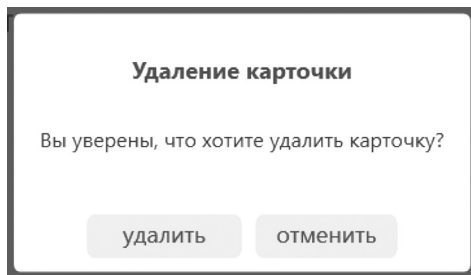 Удаление карточки
Вы уверены, что хотите удалить карточку?
удалить отменить